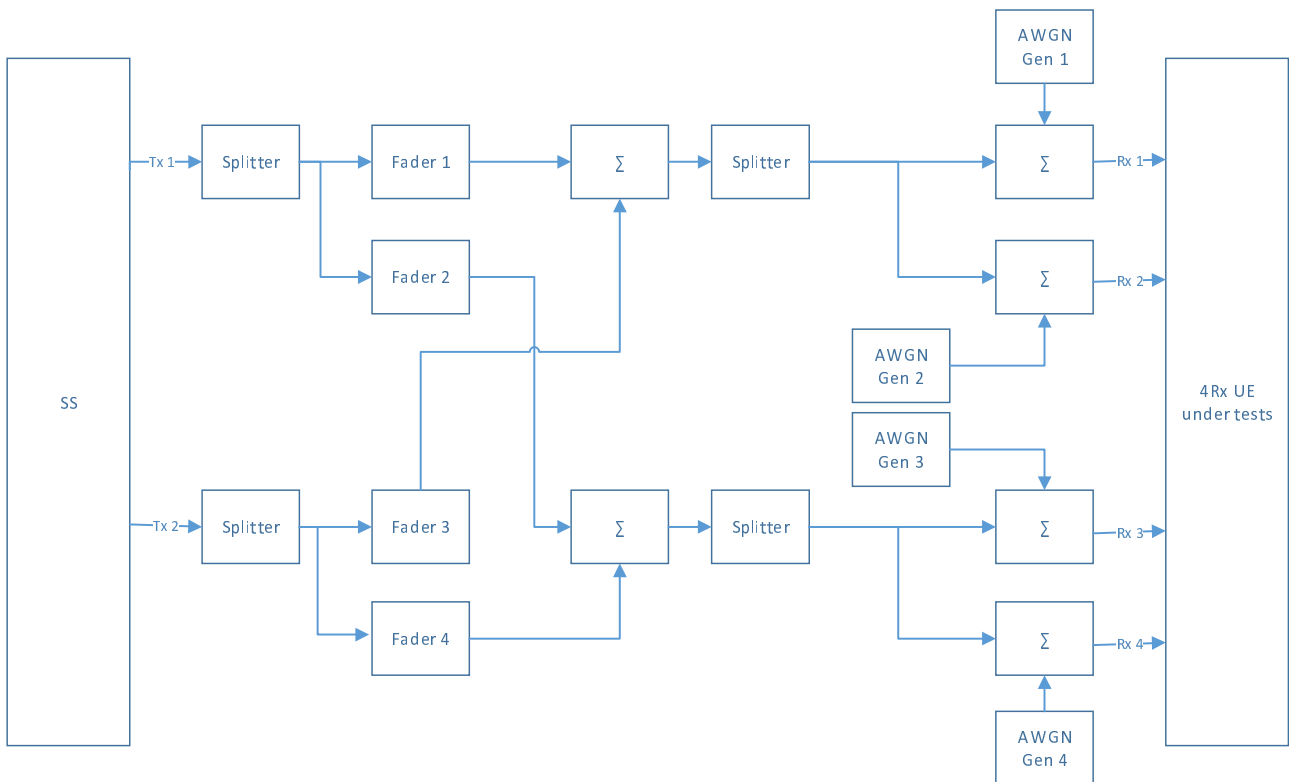 AWGN
Gen 1
Tx 1
Splitter
Fader 1
∑
Splitter
∑
Rx 1
Fader 2
∑
Rx 2
AWGN
Gen 2
SS
4Rx UE
under tests
AWGN
Gen 3
Tx 2
Splitter
Fader 3
∑
Splitter
∑
Rx 3
Fader 4
∑
Rx 4
AWGN
Gen 4